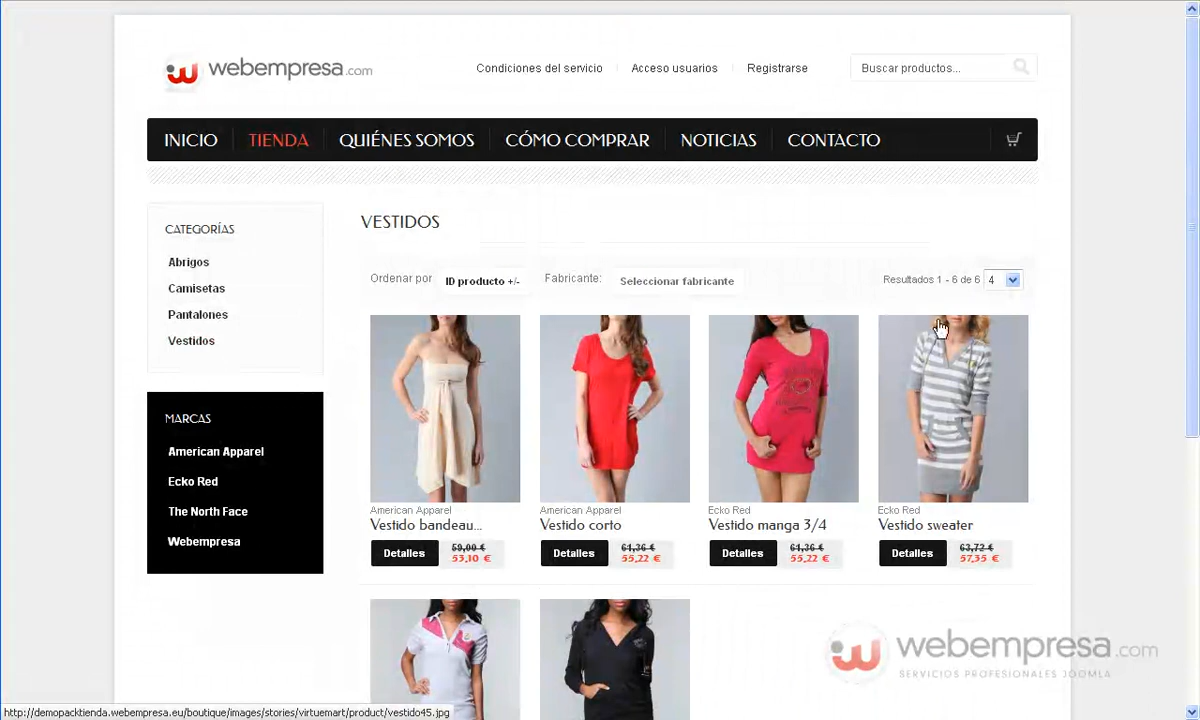 webempresa.com
Condiciones del servicio
Acceso usuarios
Registrarse
Buscar productos...
INICIO
TIENDA
QUIÉNES SOMOS
CÓMO COMPRAR
NOTICIAS
CONTACTO
CATEGORÍAS
Abrigos
Camisetas
Pantalones
Vestidos
MARCAS
American Apparel
Ecko Red
The North Face
Webempresa
VESTIDOS
Ordenar por
ID producto +/-
Fabricante:
Seleccionar fabricante
Resultados 1 - 6 de 6
4
American Apparel
Vestido bandeau...
Detalles
59,00 €
53,10 €
American Apparel
Vestido corto
Detalles
61,36 €
55,22 €
Ecko Red
Vestido manga 3/4
Detalles
61,36 €
55,22 €
Ecko Red
Vestido sweater
Detalles
63,72 €
57,35 €
webempresa.com
SERVICIOS PROFESIONALES JOOMLA
http://demopacktienda.webempresa.eu/boutique/images/stories/virtuemart/product/vestido45.jpg